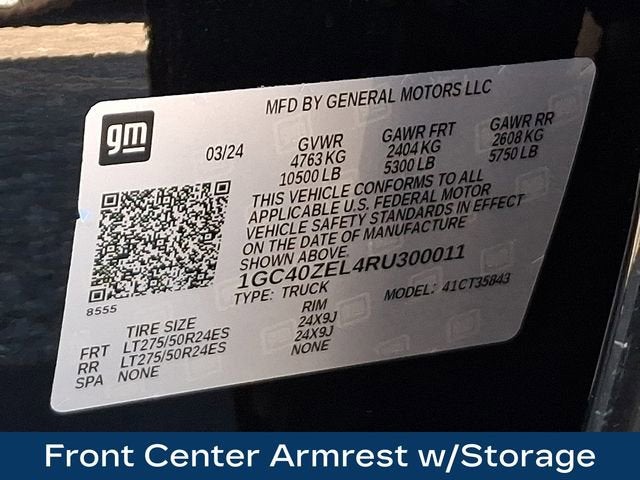 MFD BY GENERAL MOTORS LLC
gm
03/24
GVWR GAWR FRT GAWR RR
4763 KG 2404 KG 2608 KG
10500 LB 5300 LB 5750 LB
THIS VEHICLE CONFORMS TO ALL
APPLICABLE U.S. FEDERAL MOTOR
VEHICLE SAFETY STANDARDS IN EFFECT
ON THE DATE OF MANUFACTURE
SHOWN ABOVE.
1GC40ZEL4RU300011
TYPE: TRUCK MODEL: 41CT35843
8555
TIRE SIZE RIM
FRT LT275/50R24ES 24X9J
RR LT275/50R24ES 24X9J
SPA NONE NONE
Front Center Armrest w/Storage